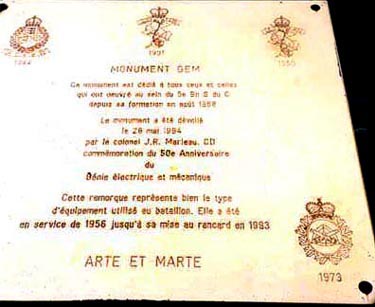 1944
1951
1950
MONUMENT GEM
Ce monument est dédié à tous ceux et celles
qui ont oeuvré au sein du 5e Bn S du C
depuis sa formation en août 1968
Le monument a été dévoilé
le 26 mai 1994
par le colonel J.R. Marleau, CD
commémoration du 50e Anniversaire
du
Génie électrique et mécanique
Cette remorque représente bien le type
d'équipement utilisé au bataillon. Elle a été
en service de 1956 jusqu'à sa mise au rancard en 1993
ARTE ET MARTE
1973